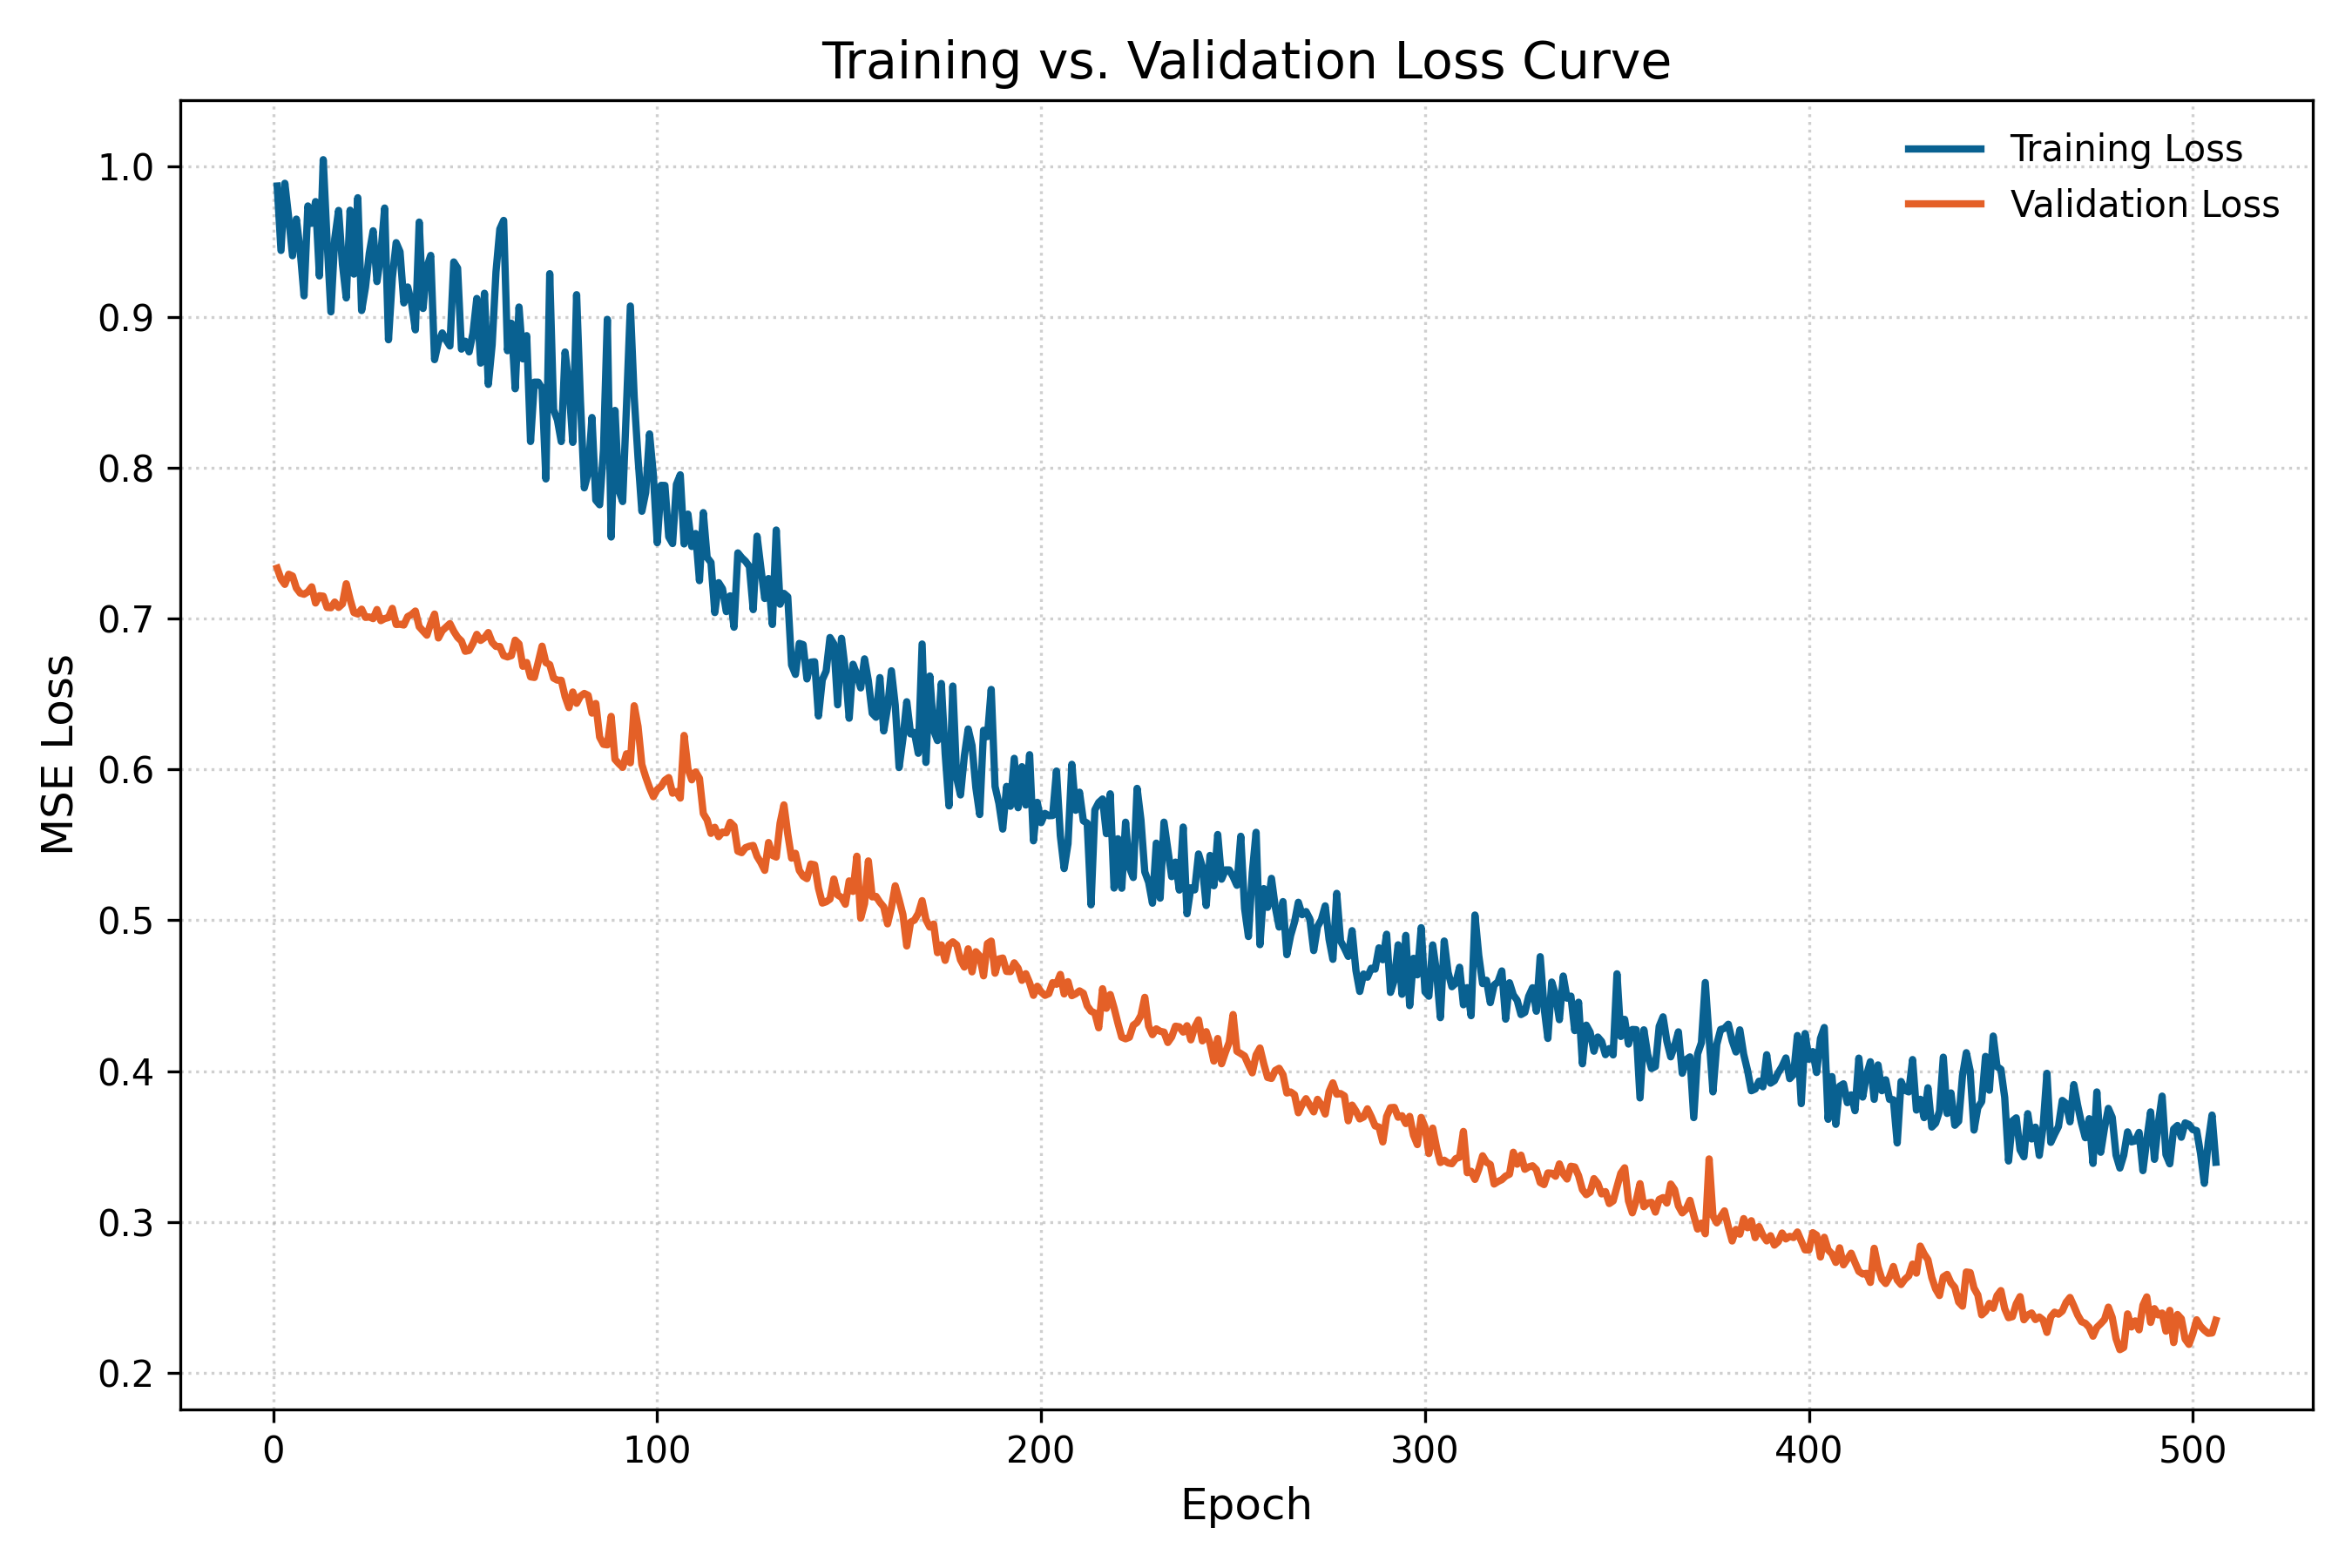 Training vs. Validation Loss Curve
Training Loss
Validation Loss
MSE Loss
1.0
0.9
0.8
0.7
0.6
0.5
0.4
0.3
0.2
0 100 200 300 400 500
Epoch